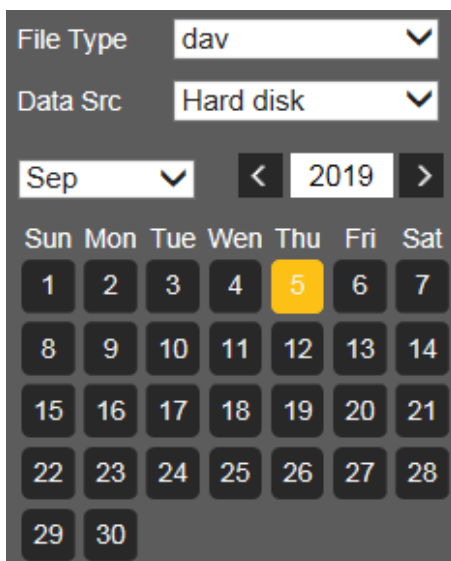 File Type dav
Data Src Hard disk
Sep < 2019 >
Sun Mon Tue Wen Thu Fri Sat
1 2 3 4 5 6 7
8 9 10 11 12 13 14
15 16 17 18 19 20 21
22 23 24 25 26 27 28
29 30